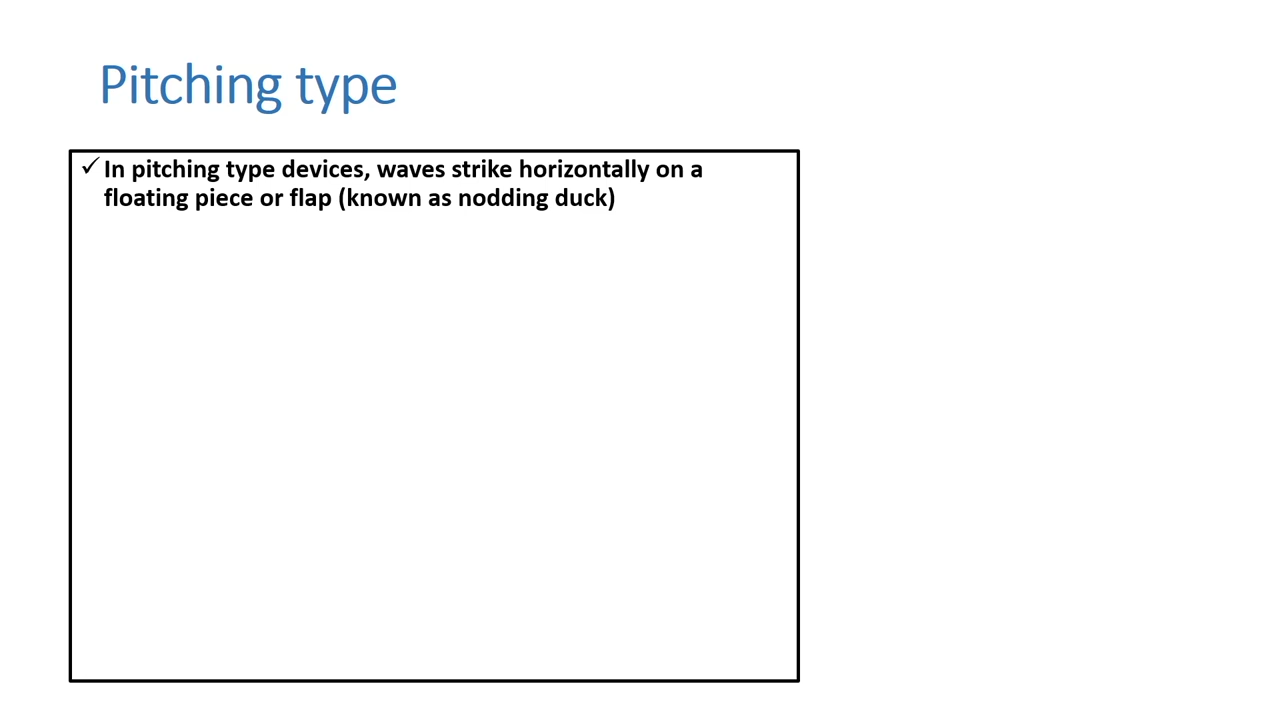 Pitching type
✓ In pitching type devices, waves strike horizontally on a
floating piece or flap (known as nodding duck)